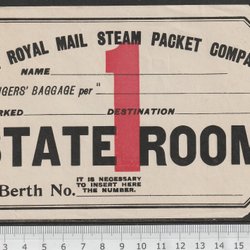 ROYAL MAIL STEAM PACKET COMPA
NAME
NGERS' BAGGAGE per "
RKED DESTINATION
1
STATE ROOM
Berth No.
IT IS NECESSARY
TO INSERT HERE
THE NUMBER.